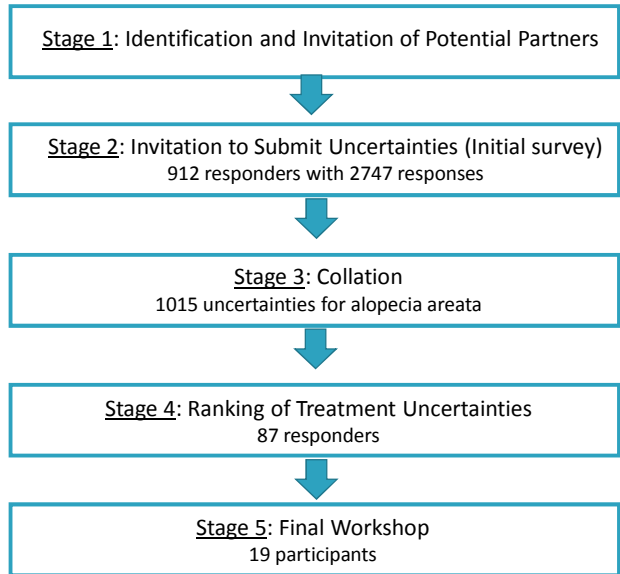 Stage 1: Identification and Invitation of Potential Partners
Stage 2: Invitation to Submit Uncertainties (Initial survey)
912 responders with 2747 responses
Stage 3: Collation
1015 uncertainties for alopecia areata
Stage 4: Ranking of Treatment Uncertainties
87 responders
Stage 5: Final Workshop
19 participants